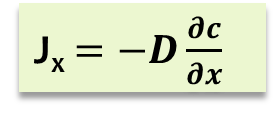 Jₓ = −D ∂c/∂x